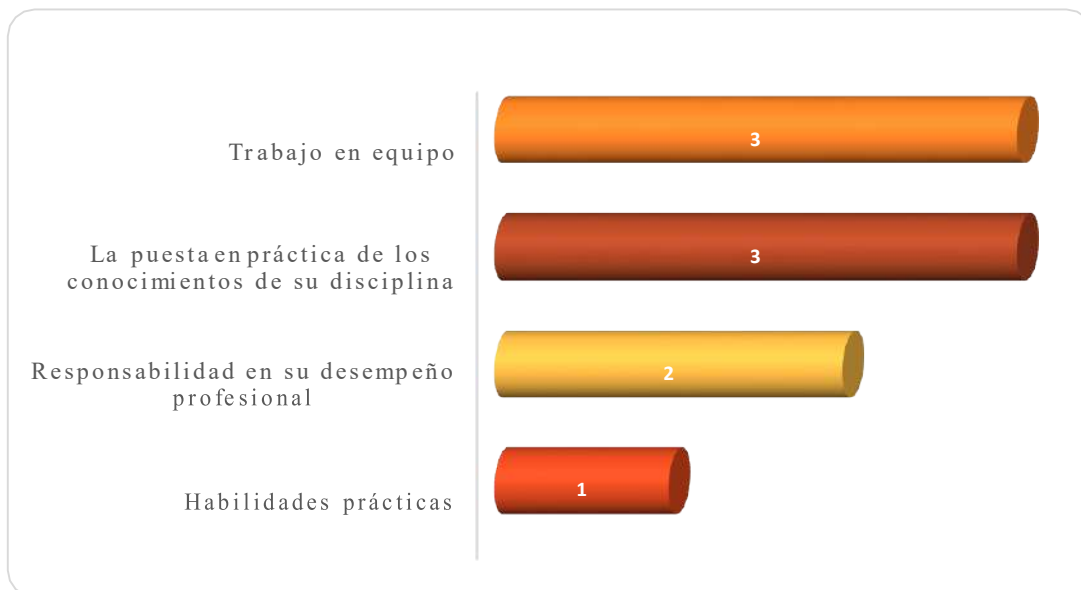 Trabajo en equipo
3
La puesta en práctica de los
conocimientos de su disciplina
3
Responsabilidad en su desempeño
profesional
2
Habilidades prácticas
1